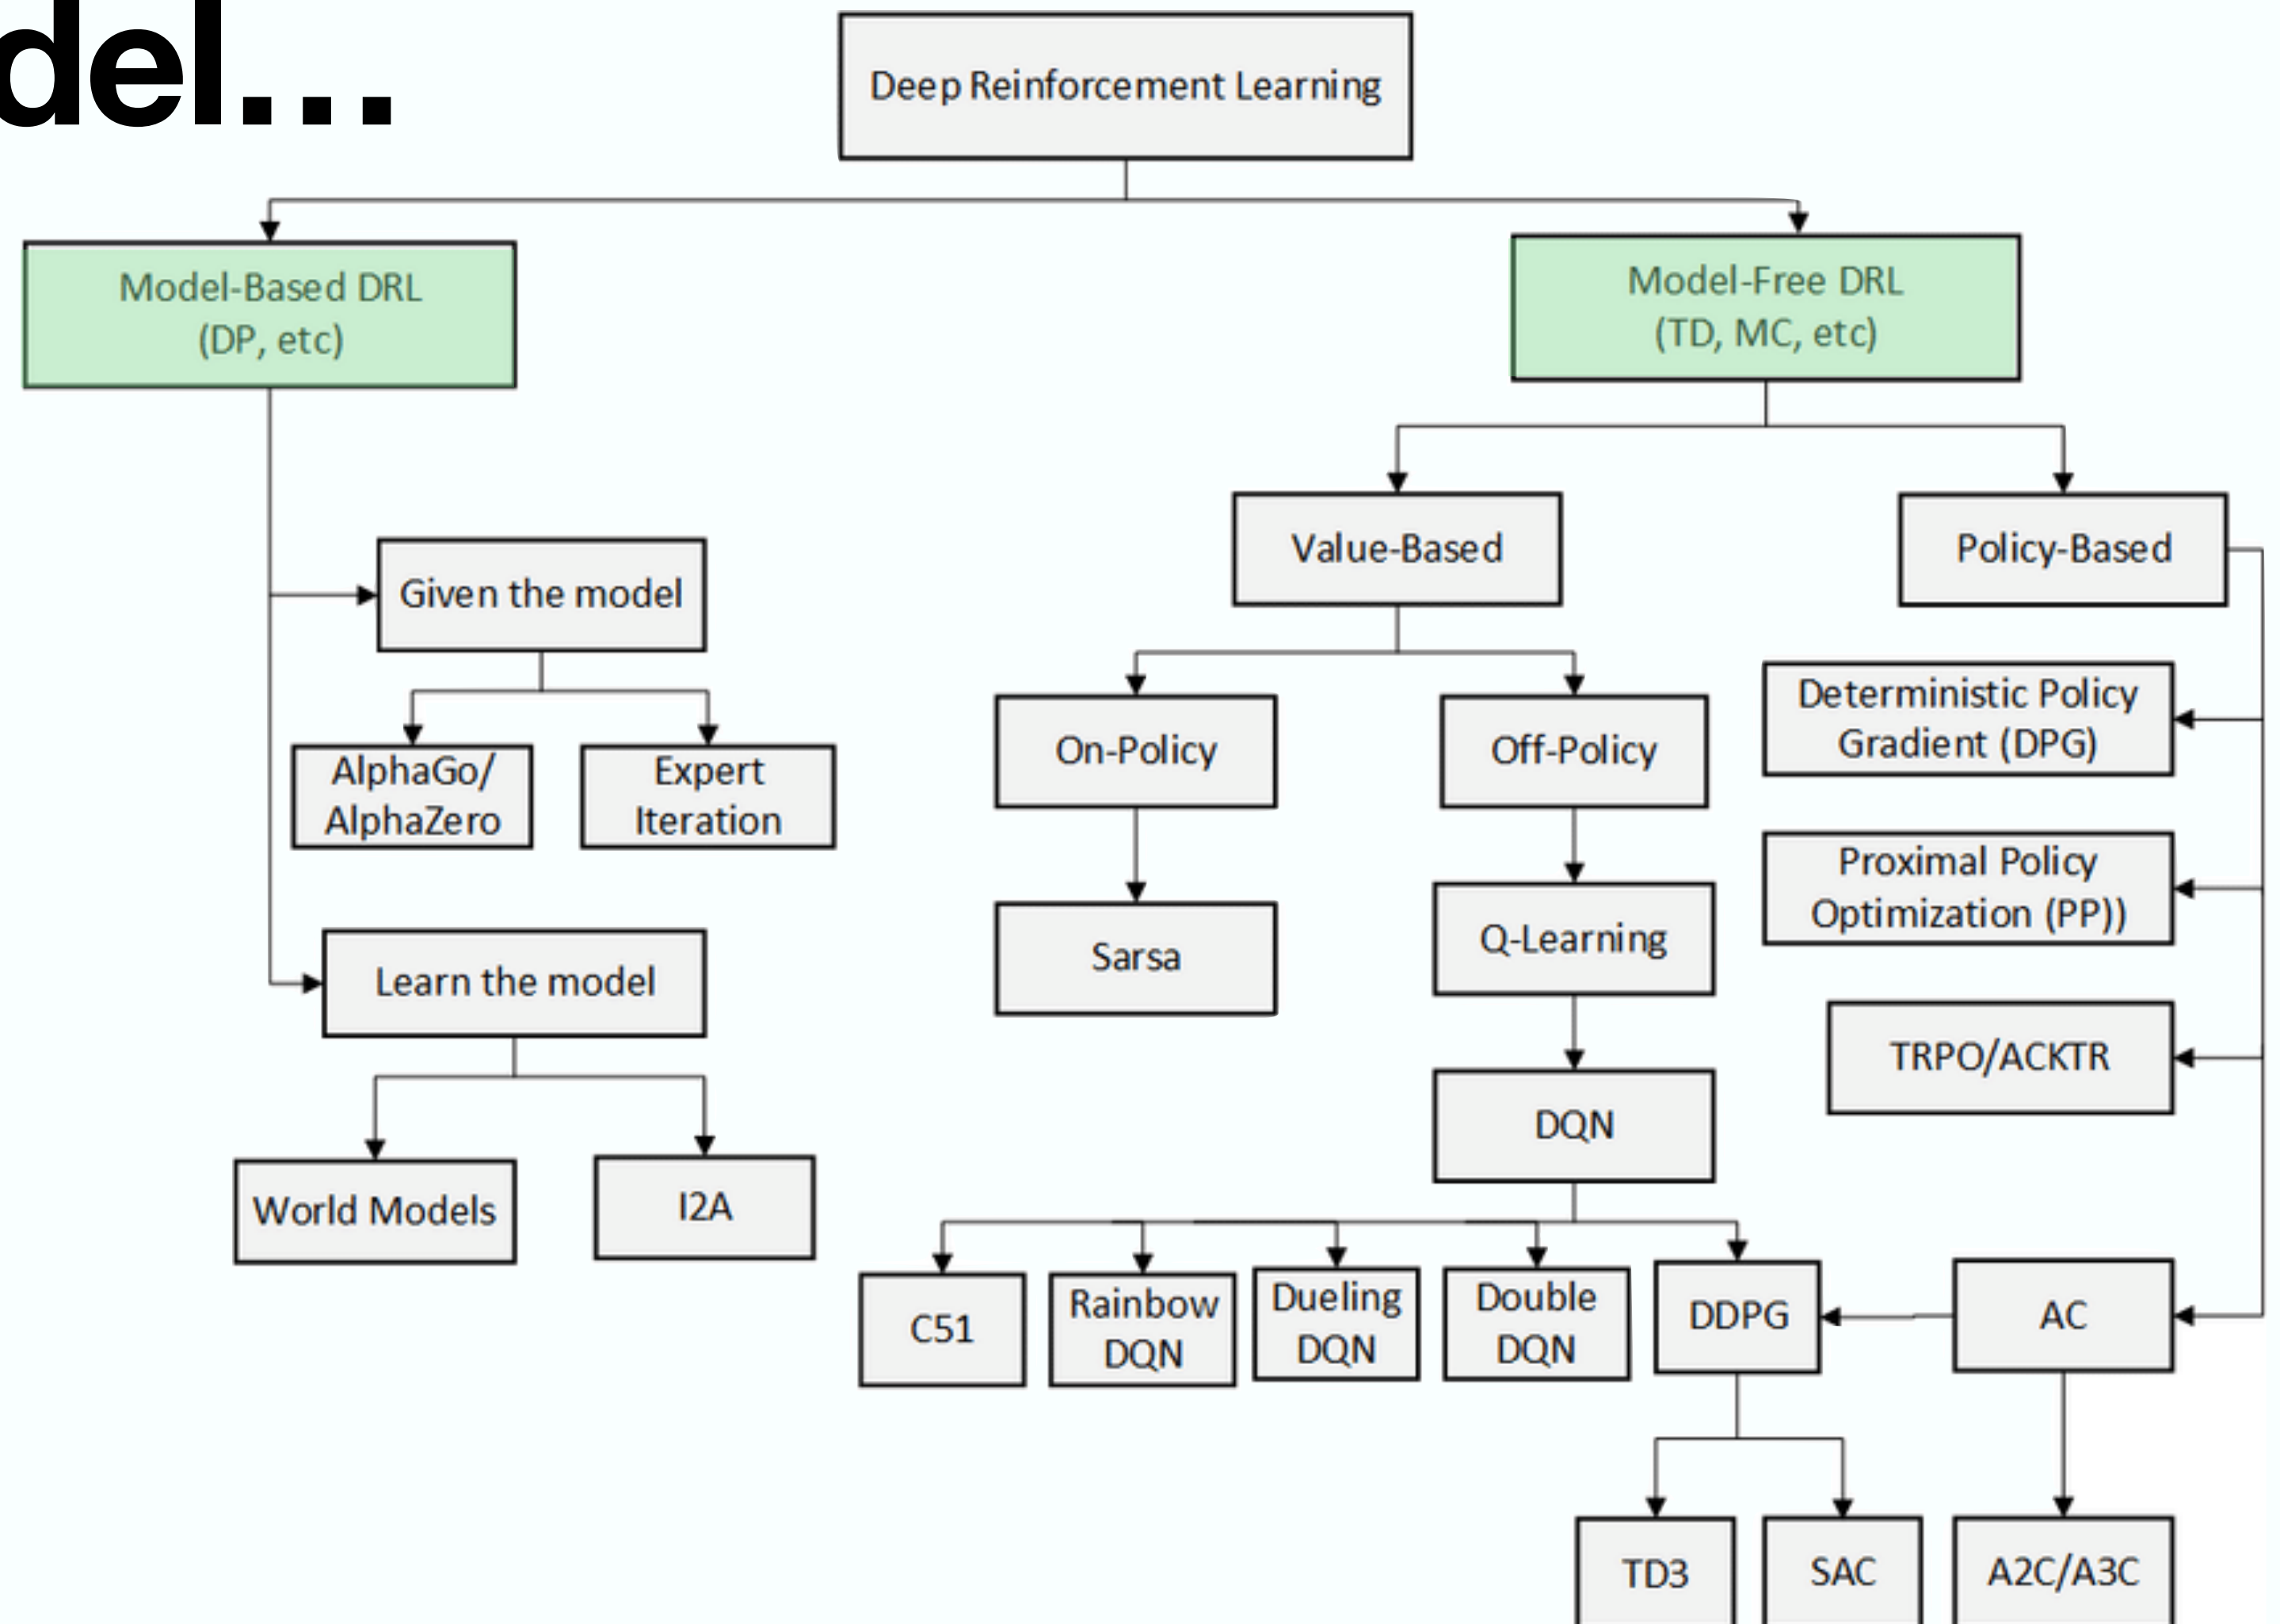 del...
Deep Reinforcement Learning
Model-Based DRL
(DP, etc)
Model-Free DRL
(TD, MC, etc)
Given the model
AlphaGo/
AlphaZero
Expert
Iteration
Learn the model
World Models
I2A
Value-Based
Policy-Based
On-Policy
Off-Policy
Sarsa
Q-Learning
DQN
Deterministic Policy
Gradient (DPG)
Proximal Policy
Optimization (PP))
TRPO/ACKTR
C51
Rainbow
DQN
Dueling
DQN
Double
DQN
DDPG
AC
TD3
SAC
A2C/A3C